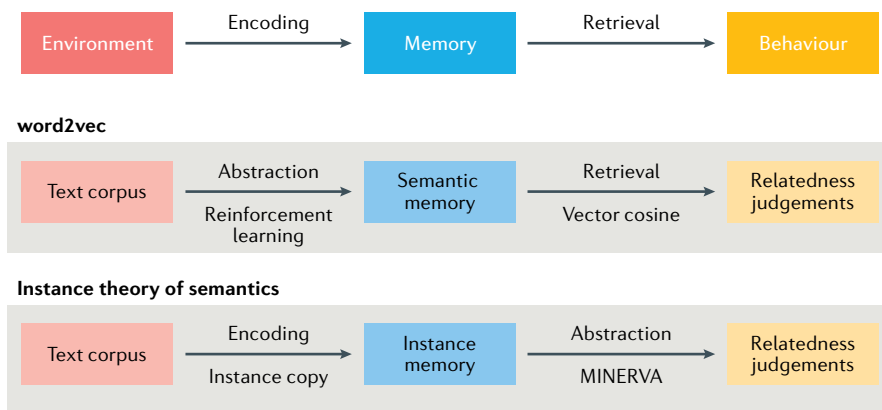 Encoding
Retrieval
Environment
Memory
Behaviour
word2vec
Text corpus
Abstraction
Reinforcement
learning
Semantic
memory
Retrieval
Vector cosine
Relatedness
judgements
Instance theory of semantics
Text corpus
Encoding
Instance copy
Instance
memory
Abstraction
MINERVA
Relatedness
judgements